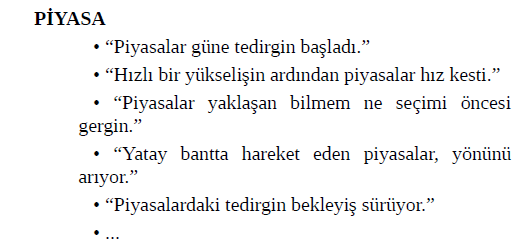 PİYASA
• “Piyasalar güne tedirgin başladı.”
• “Hızlı bir yükselişin ardından piyasalar hız kesti.”
• “Piyasalar yaklaşan bilmem ne seçimi öncesi
gergin.”
• “Yatay bantta hareket eden piyasalar, yönünü
arıyor.”
• “Piyasalardaki tedirgin bekleyiş sürüyor.”
• ...